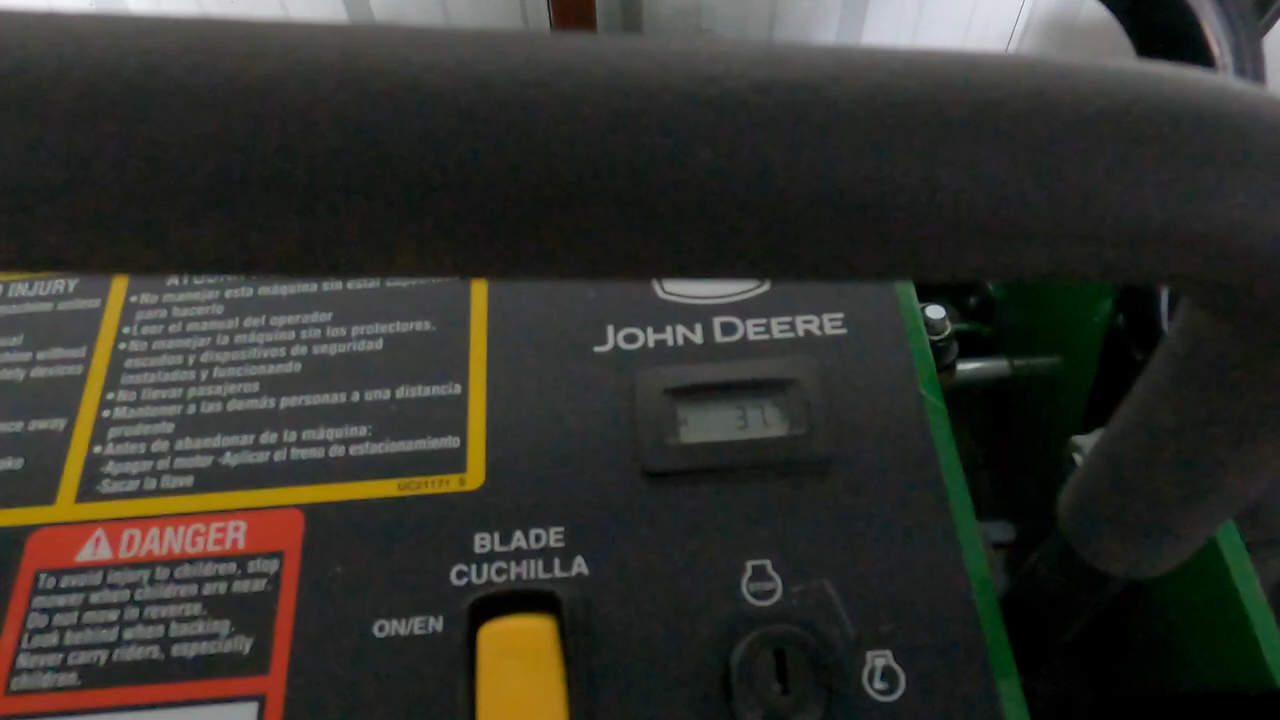 INJURY
• No manejar esta máquina sin estar
para hacerlo
• Leer el manual del operador
• No manejar la máquina sin los protectores,
escudos y dispositivos de seguridad
instalados y funcionando
• No llevar pasajeros
• Mantener a las demás personas a una distancia
prudente
• Antes de abandonar de la máquina:
-Apagar el motor -Aplicar el freno de estacionamiento
-Sacar la llave
without
devices
away
JOHN DEERE
37
DANGER
To avoid injury to children, stop
mower when children are near.
Do not mow in reverse.
Look behind when backing.
Never carry riders, especially
children.
BLADE
CUCHILLA
ON/EN